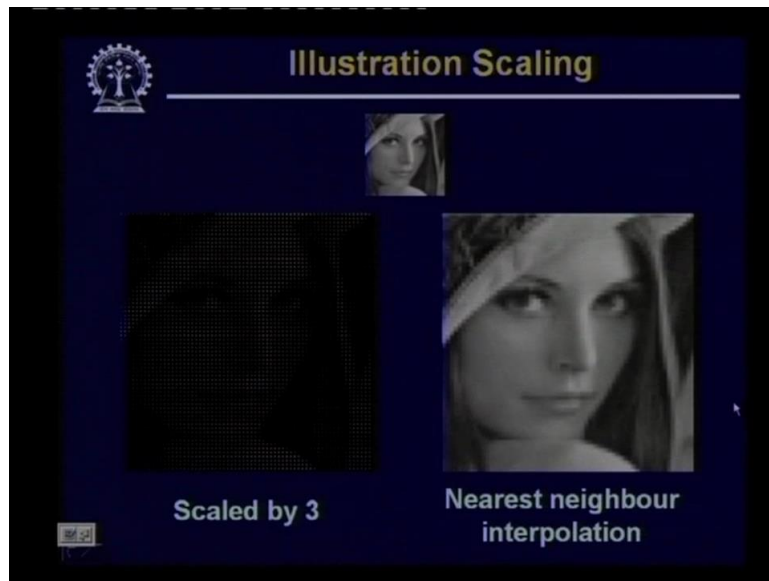 Illustration Scaling
Scaled by 3
Nearest neighbour
interpolation